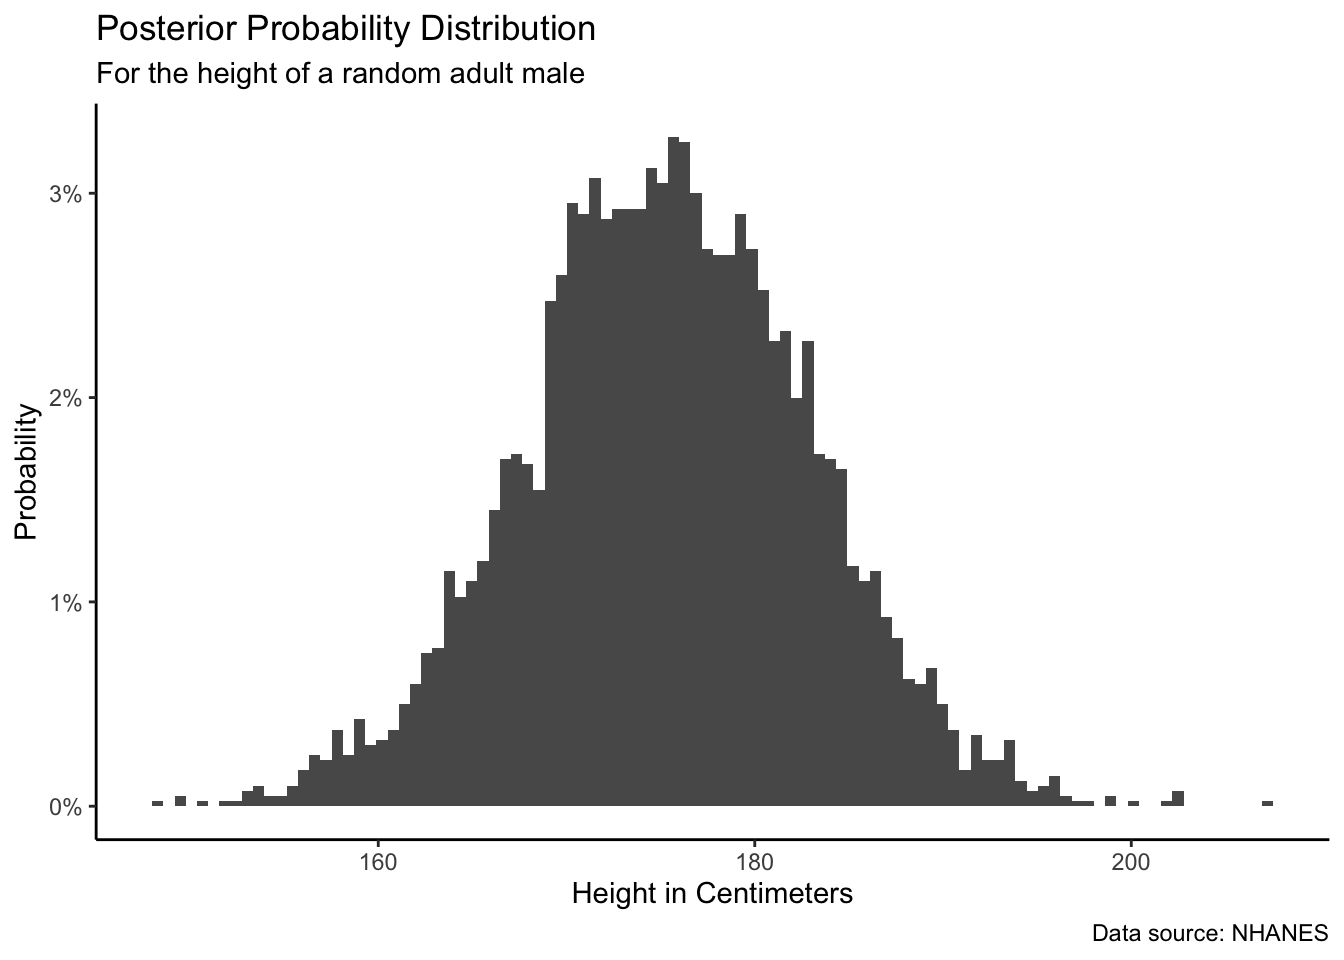 Posterior Probability Distribution
For the height of a random adult male
Probability
3%
2%
1%
0%
160
180
200
Height in Centimeters
Data source: NHANES